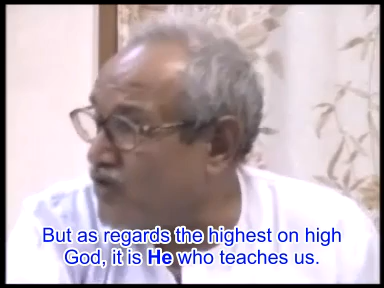 But as regards the highest on high
God, it is He who teaches us.